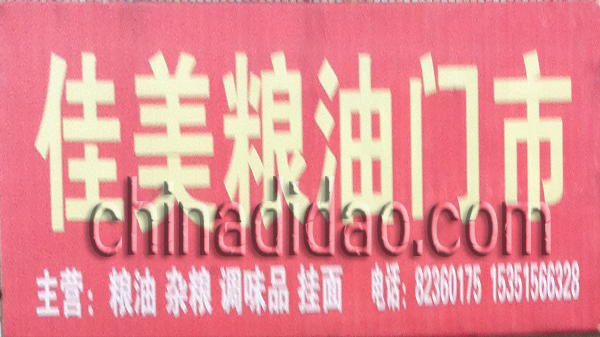 佳美粮油门市
chinadidao.com
主营：粮油 杂粮 调味品 挂面 电话：82360175 15351566328